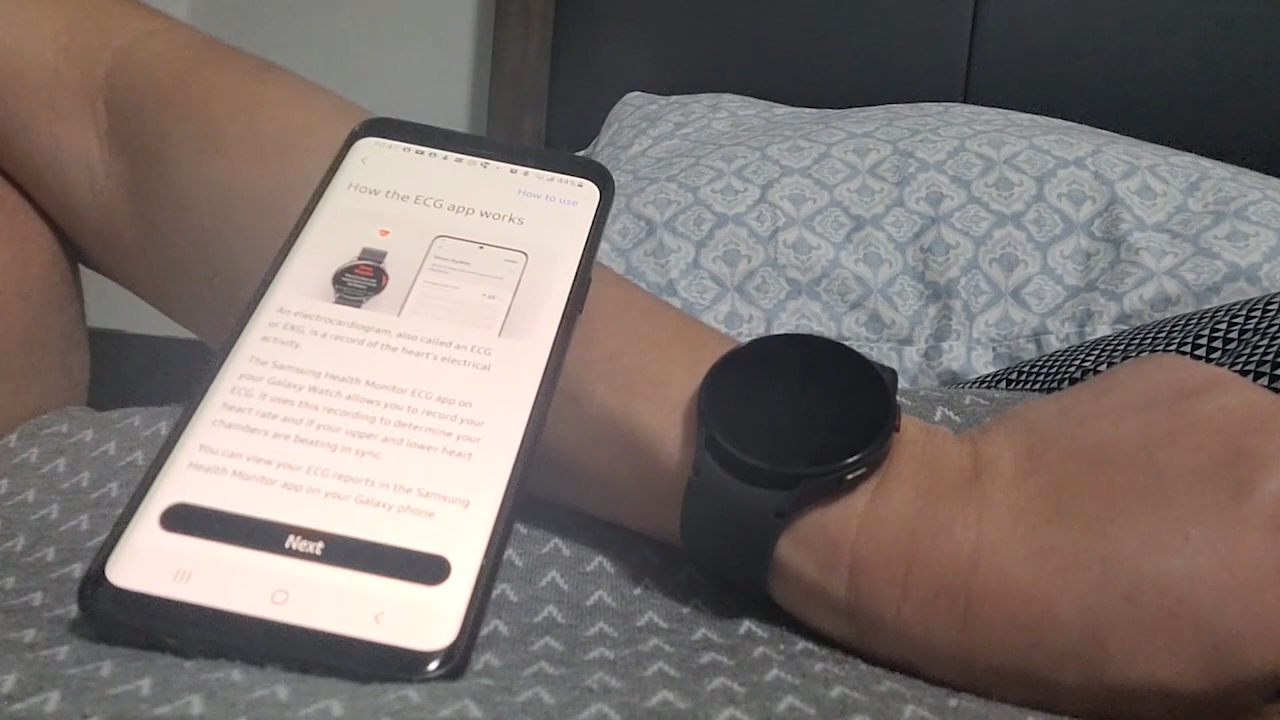 44%
How to use
How the ECG app works
An electrocardiogram, also called an ECG
or EKG, is a record of the heart's electrical
activity.
The Samsung Health Monitor ECG app on
your Galaxy Watch allows you to record your
ECG. It uses this recording to determine your
heart rate and if your upper and lower heart
chambers are beating in sync.
You can view your ECG reports in the Samsung
Health Monitor app on your Galaxy phone.
Next